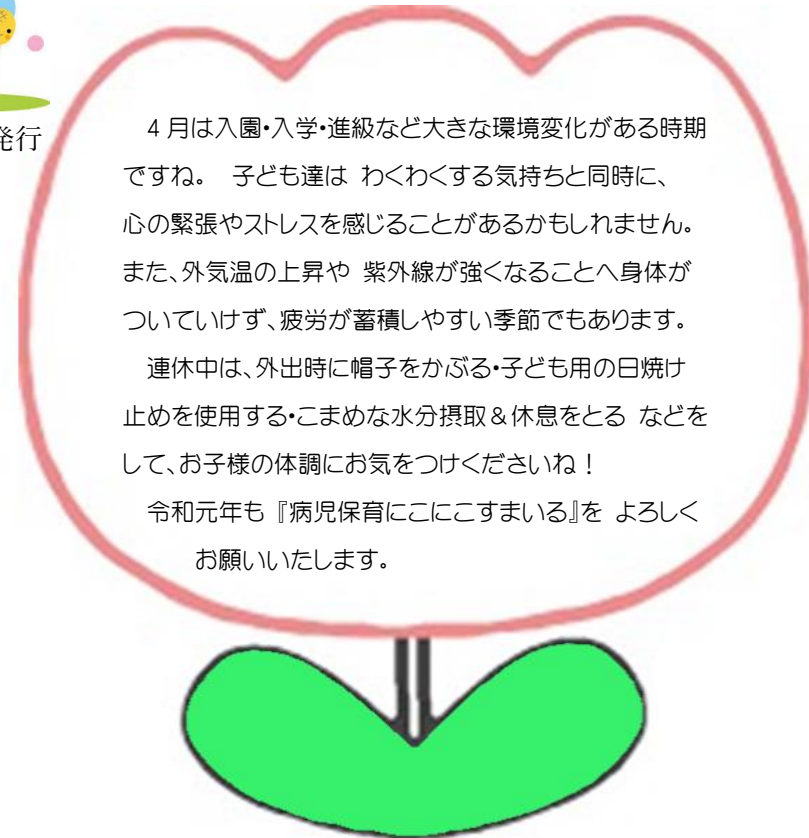 発行
4月は入園・入学・進級など大きな環境変化がある時期
ですね。 子ども達は わくわくする気持ちと同時に、
心の緊張やストレスを感じることがあるかもしれません。
また、外気温の上昇や 紫外線が強くなることへ身体が
ついていけず、疲労が蓄積しやすい季節でもあります。
連休中は、外出時に帽子をかぶる・子ども用の日焼け
止めを使用する・こまめな水分摂取&休息をとる などを
して、お子様の体調にお気をつけくださいね!
令和元年も『病児保育にこにこすまいる』を よろしく
お願いいたします。